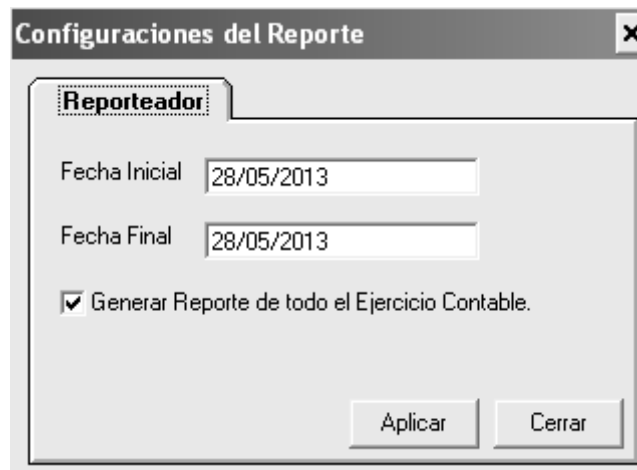 Configuraciones del Reporte
Reporteador
Fecha Inicial 28/05/2013
Fecha Final 28/05/2013
Generar Reporte de todo el Ejercicio Contable.
Aplicar Cerrar